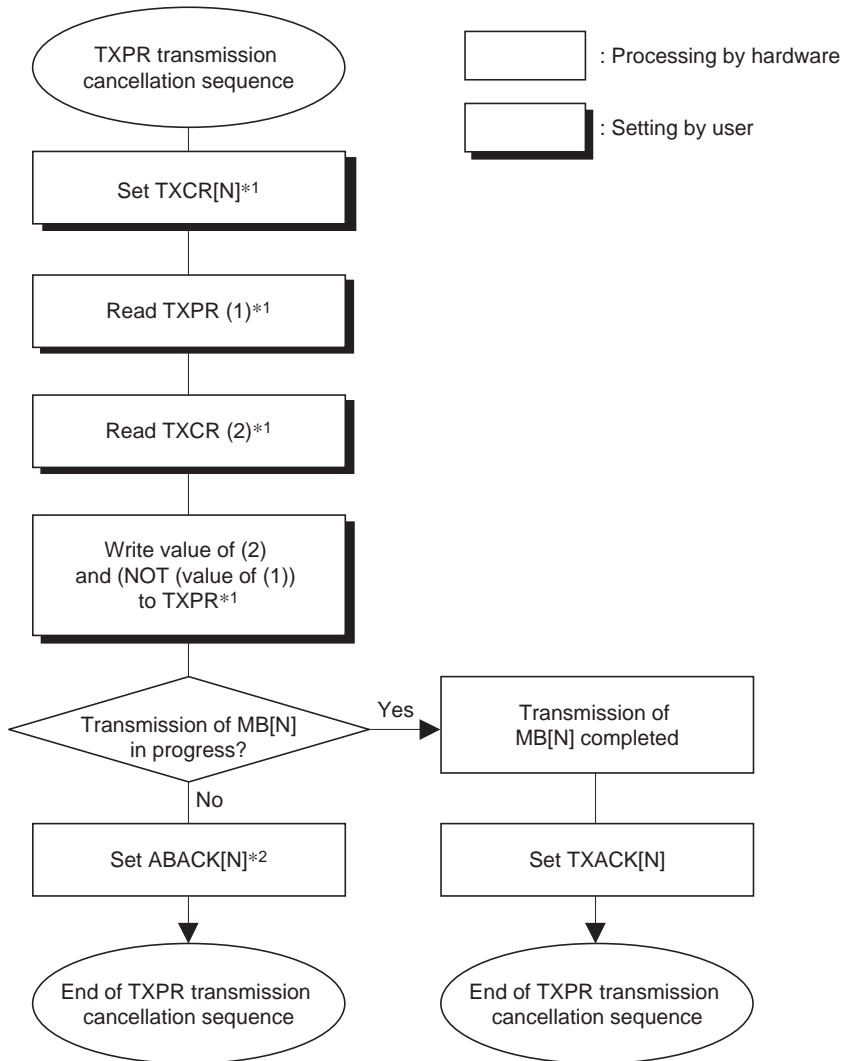 TXPR transmission
cancellation sequence
: Processing by hardware
: Setting by user
Set TXCR[N]*1
Read TXPR (1)*1
Read TXCR (2)*1
Write value of (2)
and (NOT (value of (1))
to TXPR*1
Transmission of MB[N]
in progress?
Yes
Transmission of
MB[N] completed
No
Set ABACK[N]*2
Set TXACK[N]
End of TXPR transmission
cancellation sequence
End of TXPR transmission
cancellation sequence